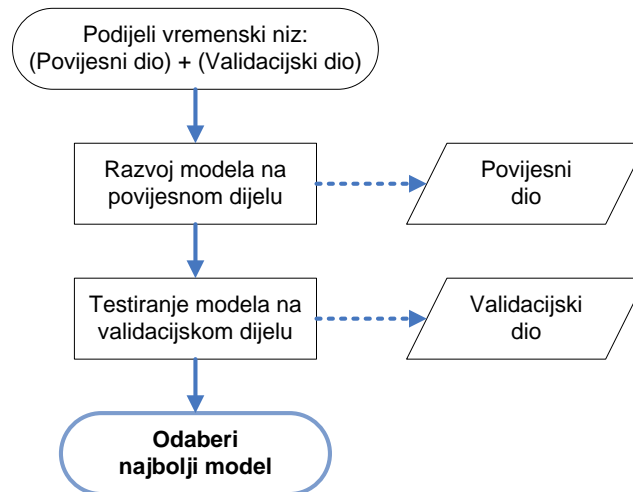 Podijeli vremenski niz:
(Povijesni dio) + (Validacijski dio)
Razvoj modela na
povijesnom dijelu
Povijesni
dio
Testiranje modela na
validacijskom dijelu
Validacijski
dio
Odaberi
najbolji model